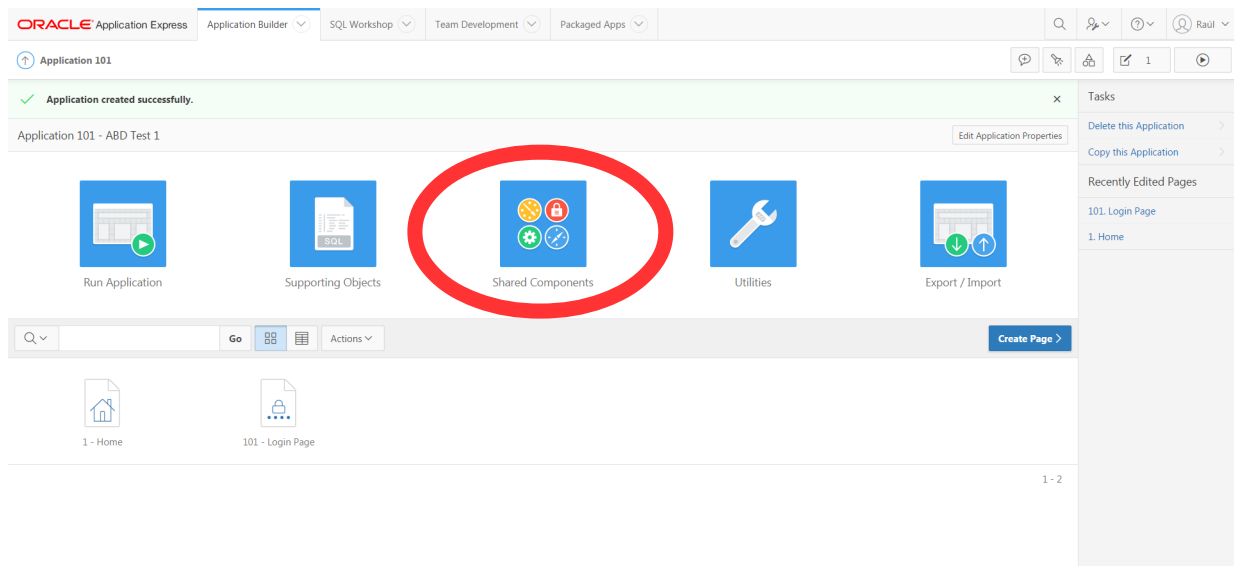 ORACLE Application Express Application Builder SQL Workshop Team Development Packaged Apps Raúl
Application 101 1
Application created successfully.
Application 101 - ABD Test 1 Edit Application Properties
SQL
Run Application Supporting Objects Shared Components Utilities Export / Import
Go Actions Create Page
1 - Home 101 - Login Page
1 - 2
Tasks
Delete this Application
Copy this Application
Recently Edited Pages
101. Login Page
1. Home